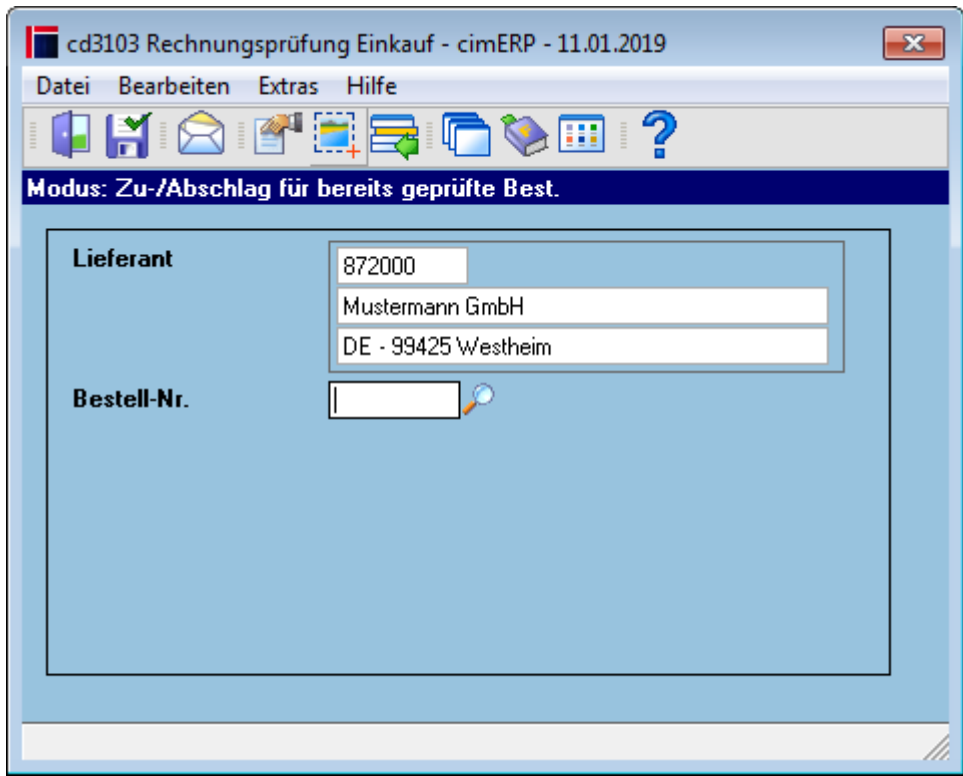 cd3103 Rechnungsprüfung Einkauf - cimERP - 11.01.2019
Datei Bearbeiten Extras Hilfe
Modus: Zu-/Abschlag für bereits geprüfte Best.
Lieferant 872000
Mustermann GmbH
DE - 99425 Westheim
Bestell-Nr.